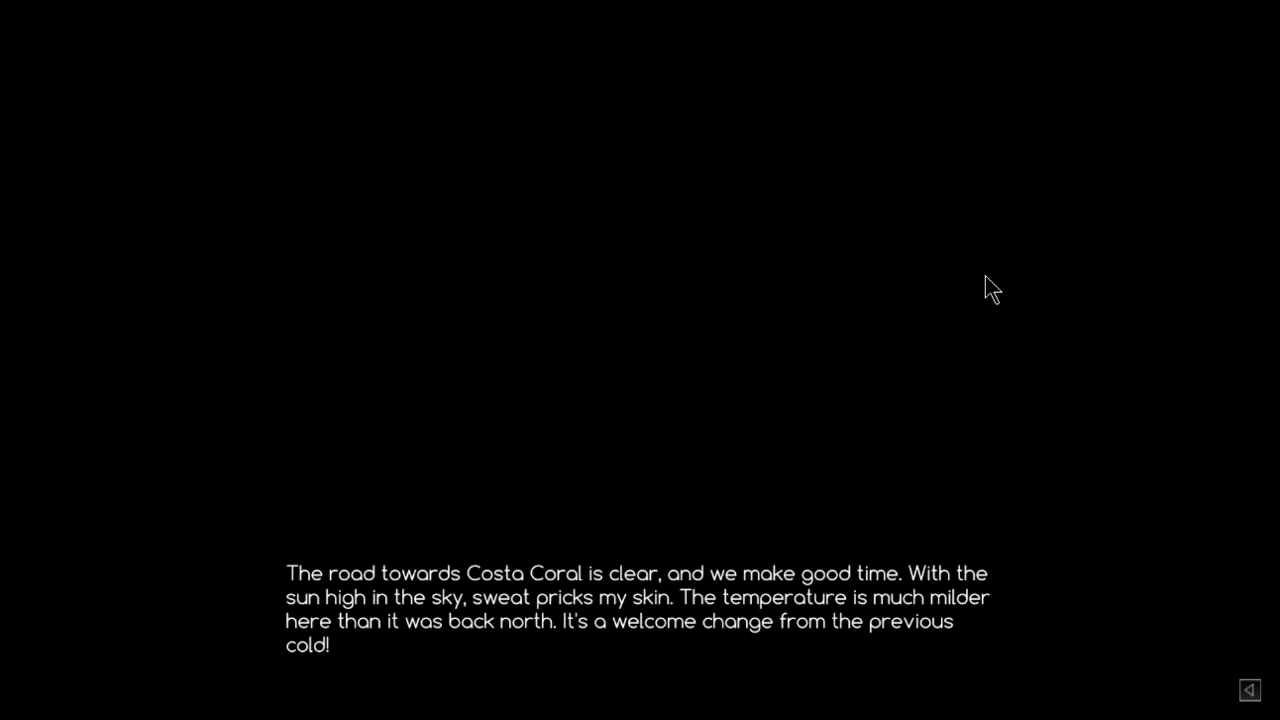 The road towards Costa Coral is clear, and we make good time. With the
sun high in the sky, sweat pricks my skin. The temperature is much milder
here than it was back north. It's a welcome change from the previous
cold!